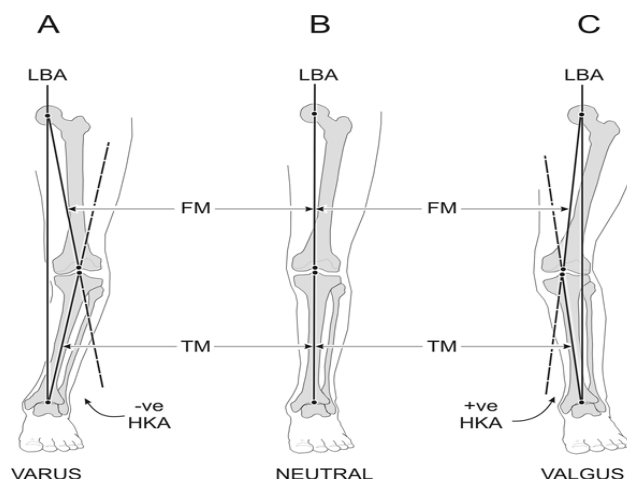 A B C
LBA LBA LBA
FM FM
TM TM
-ve
HKA
+ve
HKA
VARUS NEUTRAL VALGUS